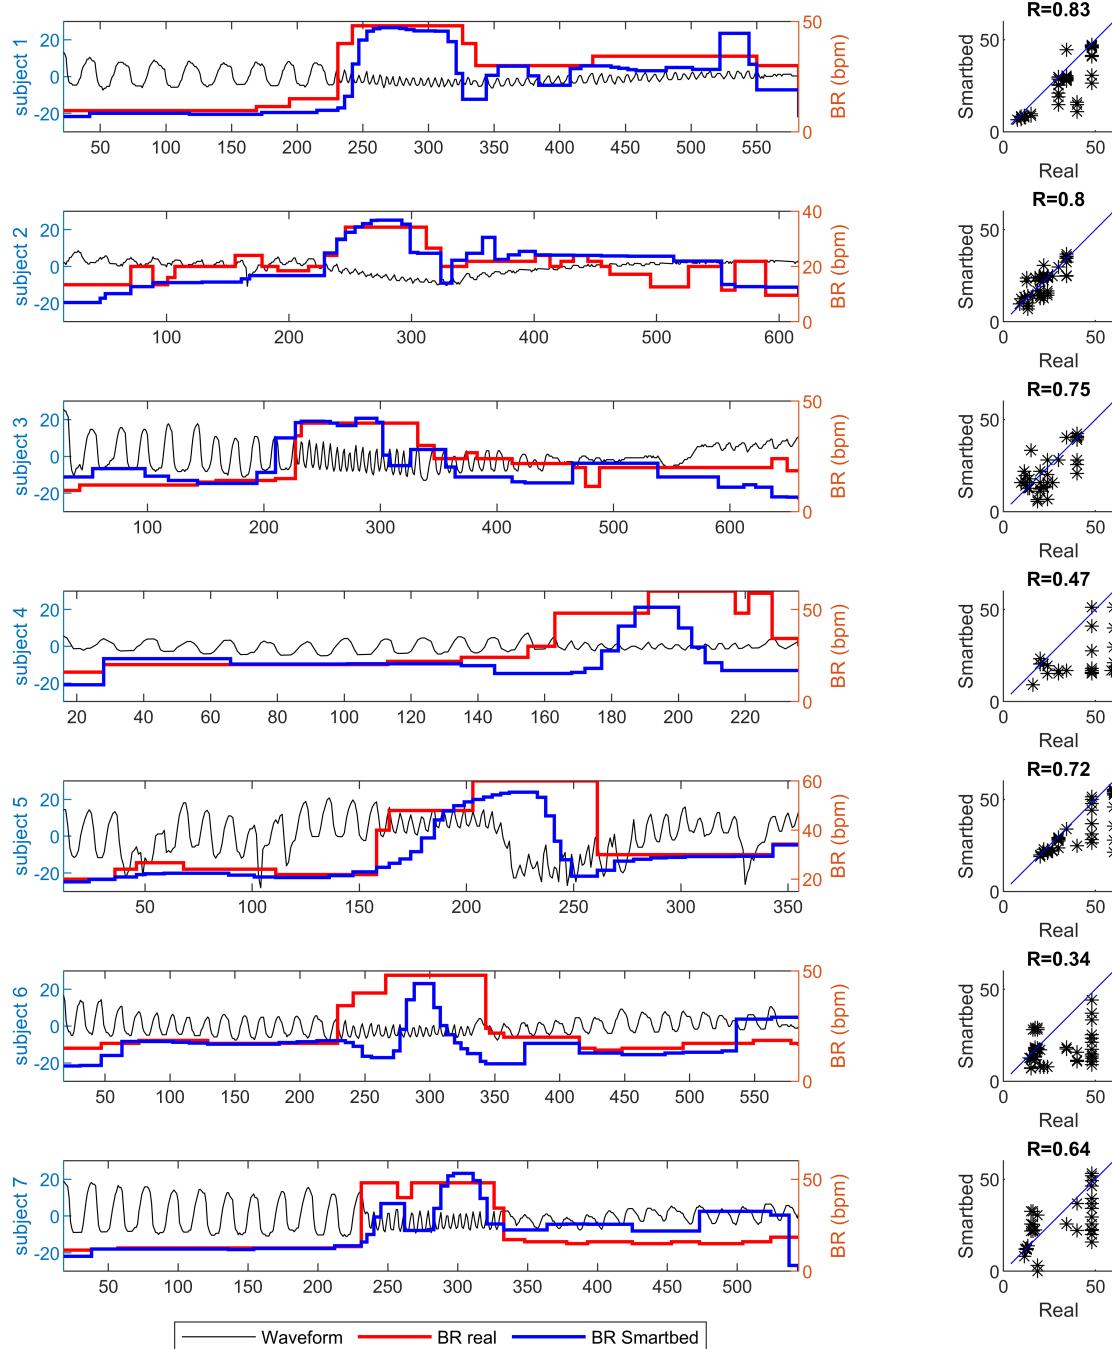 R=0.83
subject 1
20
0
-20
50
0
BR (bpm)
50 100 150 200 250 300 350 400 450 500 550
Smartbed
50
0
0 50
Real
R=0.8
subject 2
20
0
-20
40
20
0
BR (bpm)
100 200 300 400 500 600
Smartbed
50
0
0 50
Real
R=0.75
subject 3
20
0
-20
50
0
BR (bpm)
100 200 300 400 500 600
Smartbed
50
0
0 50
Real
R=0.47
subject 4
20
0
-20
50
0
BR (bpm)
20 40 60 80 100 120 140 160 180 200 220
Smartbed
50
0
0 50
Real
R=0.72
subject 5
20
0
-20
60
40
20
BR (bpm)
50 100 150 200 250 300 350
Smartbed
50
0
0 50
Real
R=0.34
subject 6
20
0
-20
50
0
BR (bpm)
50 100 150 200 250 300 350 400 450 500 550
Smartbed
50
0
0 50
Real
R=0.64
subject 7
20
0
-20
50
0
BR (bpm)
50 100 150 200 250 300 350 400 450 500
Smartbed
50
0
0 50
Real
Waveform BR real BR Smartbed